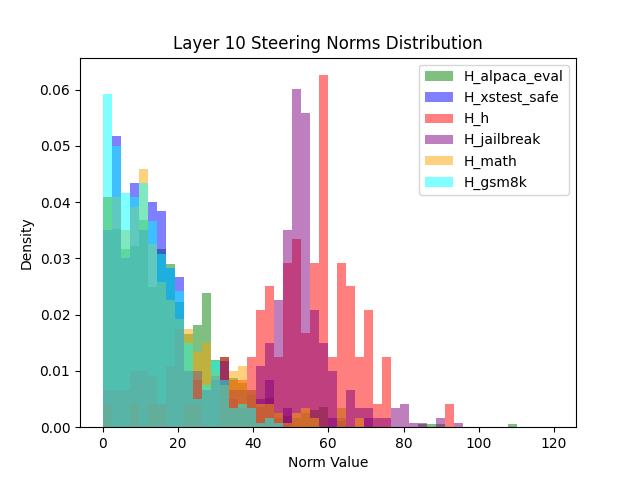 Layer 10 Steering Norms Distribution
H_alpaca_eval
H_xstest_safe
H_h
H_jailbreak
H_math
H_gsm8k
Density
0.06
0.05
0.04
0.03
0.02
0.01
0.00
0 20 40 60 80 100 120
Norm Value